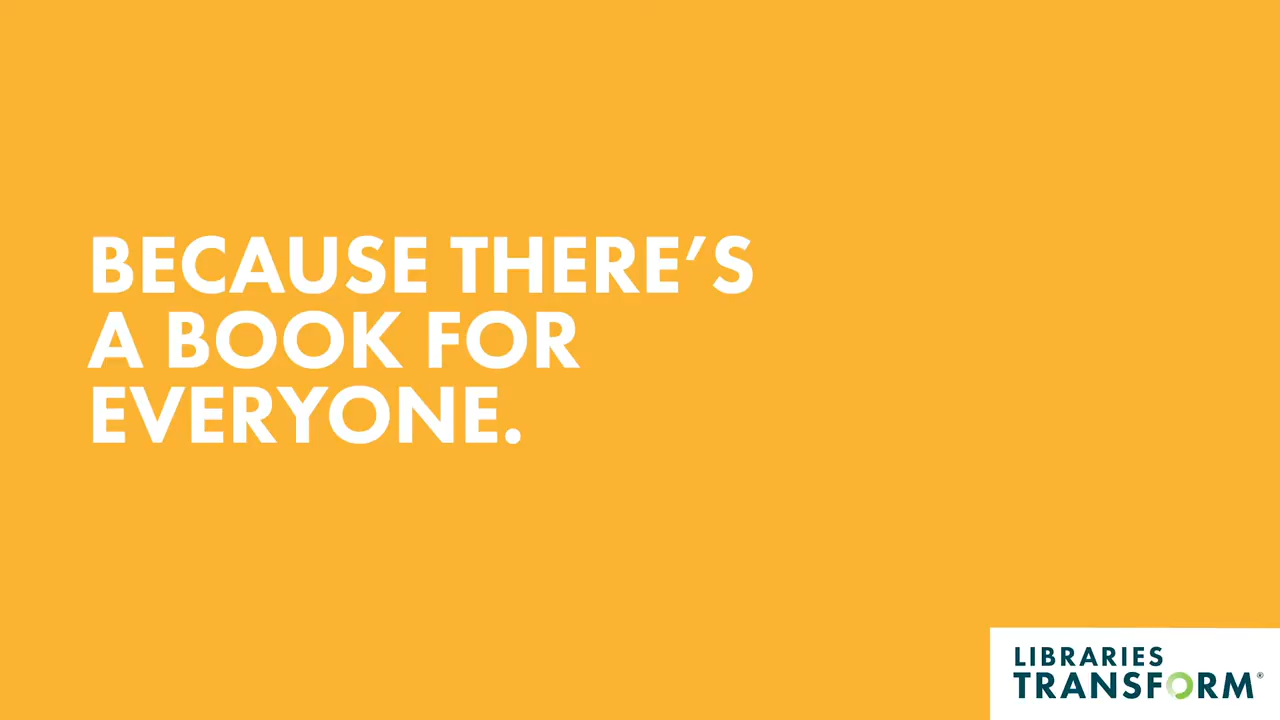 BECAUSE THERE’S
A BOOK FOR
EVERYONE.
LIBRARIES
TRANSFORM®